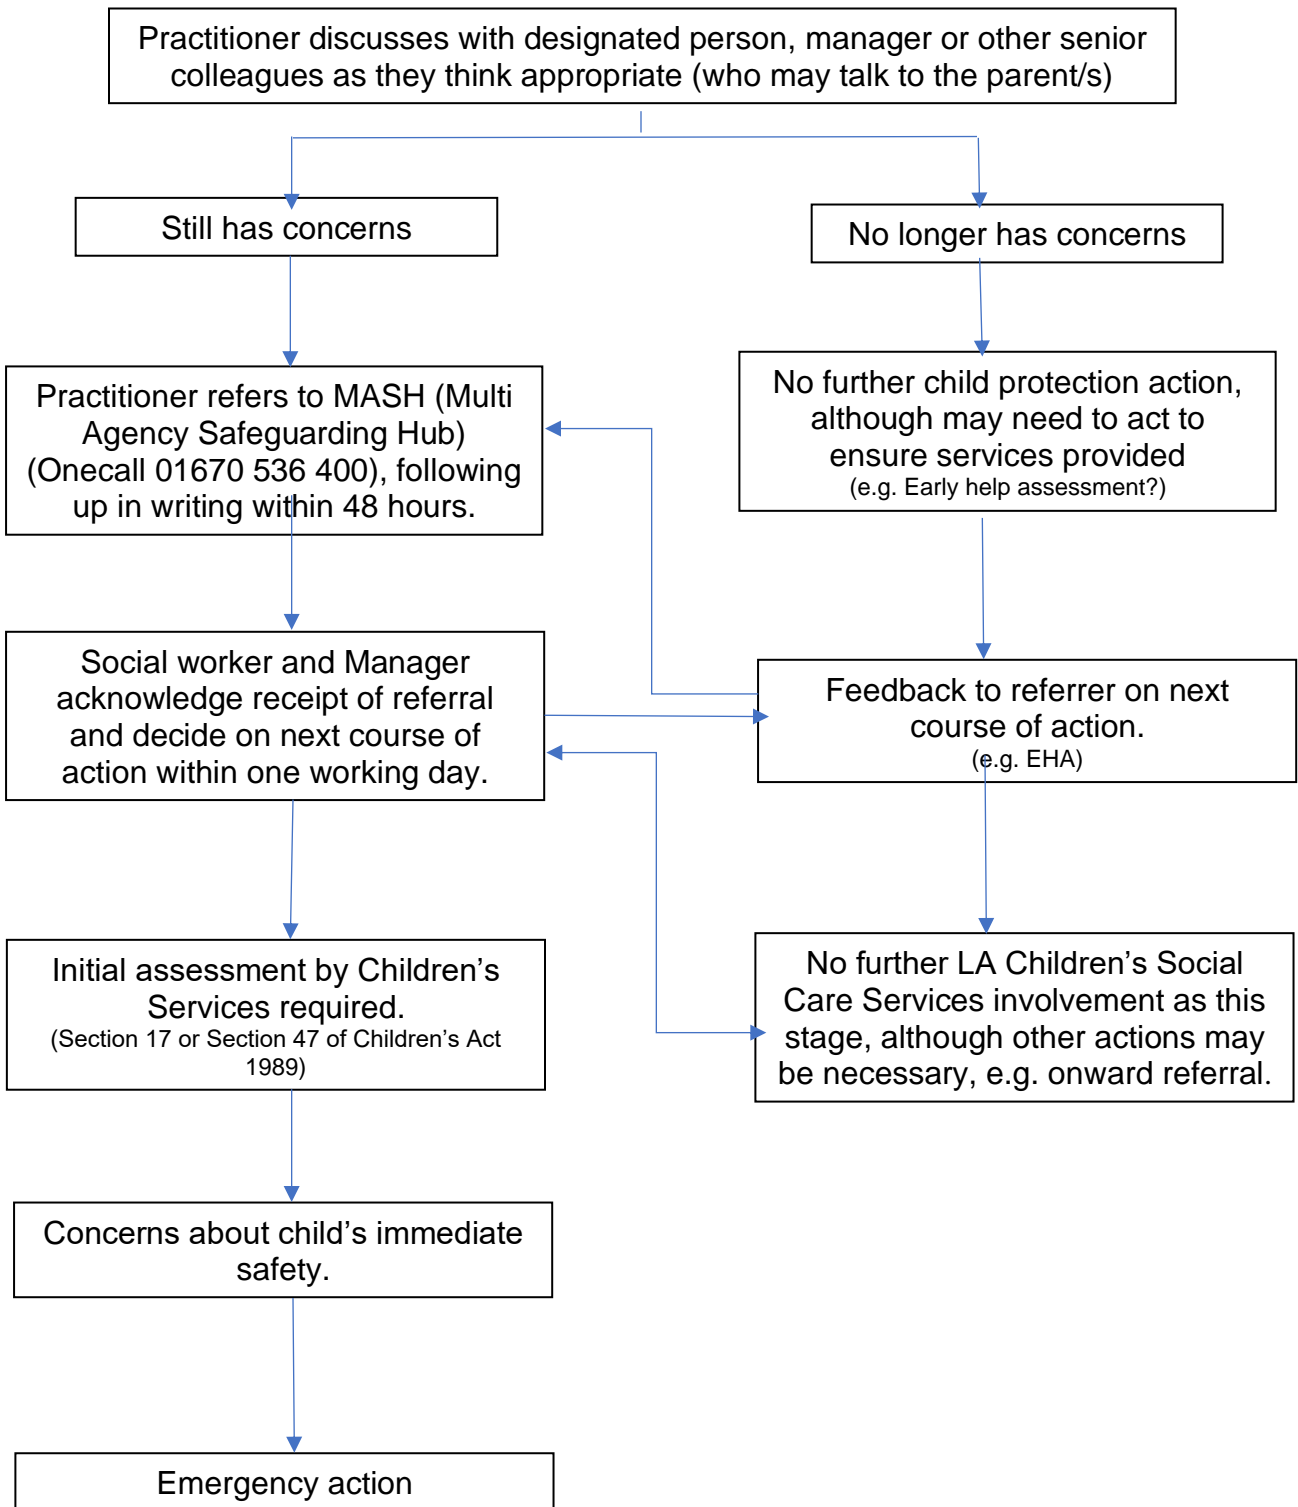 Practitioner discusses with designated person, manager or other senior
colleagues as they think appropriate (who may talk to the parent/s)
Still has concerns
No longer has concerns
Practitioner refers to MASH (Multi
Agency Safeguarding Hub)
(Onecall 01670 536 400), following
up in writing within 48 hours.
No further child protection action,
although may need to act to
ensure services provided
(e.g. Early help assessment?)
Social worker and Manager
acknowledge receipt of referral
and decide on next course of
action within one working day.
Feedback to referrer on next
course of action.
(e.g. EHA)
Initial assessment by Children’s
Services required.
(Section 17 or Section 47 of Children’s Act
1989)
No further LA Children’s Social
Care Services involvement as this
stage, although other actions may
be necessary, e.g. onward referral.
Concerns about child’s immediate
safety.
Emergency action